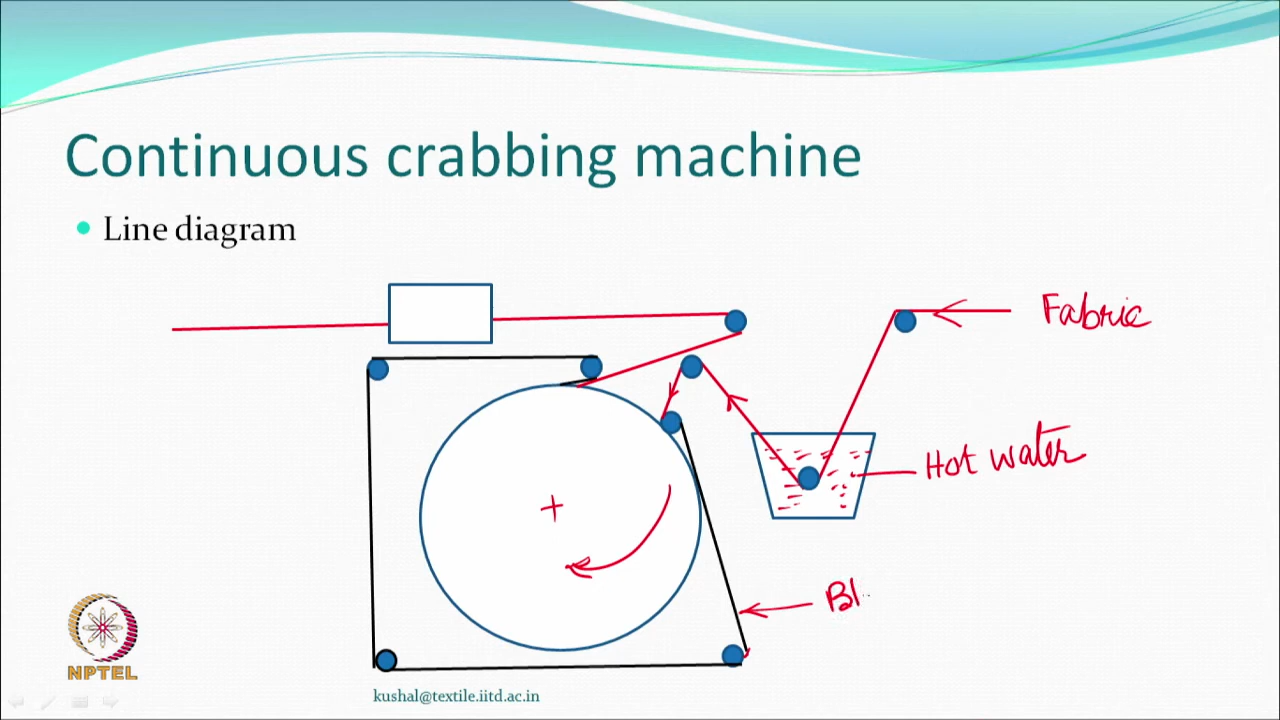 Continuous crabbing machine
Line diagram
Fabric
Hot water
Bl
NPTEL
kushal@textile.iitd.ac.in